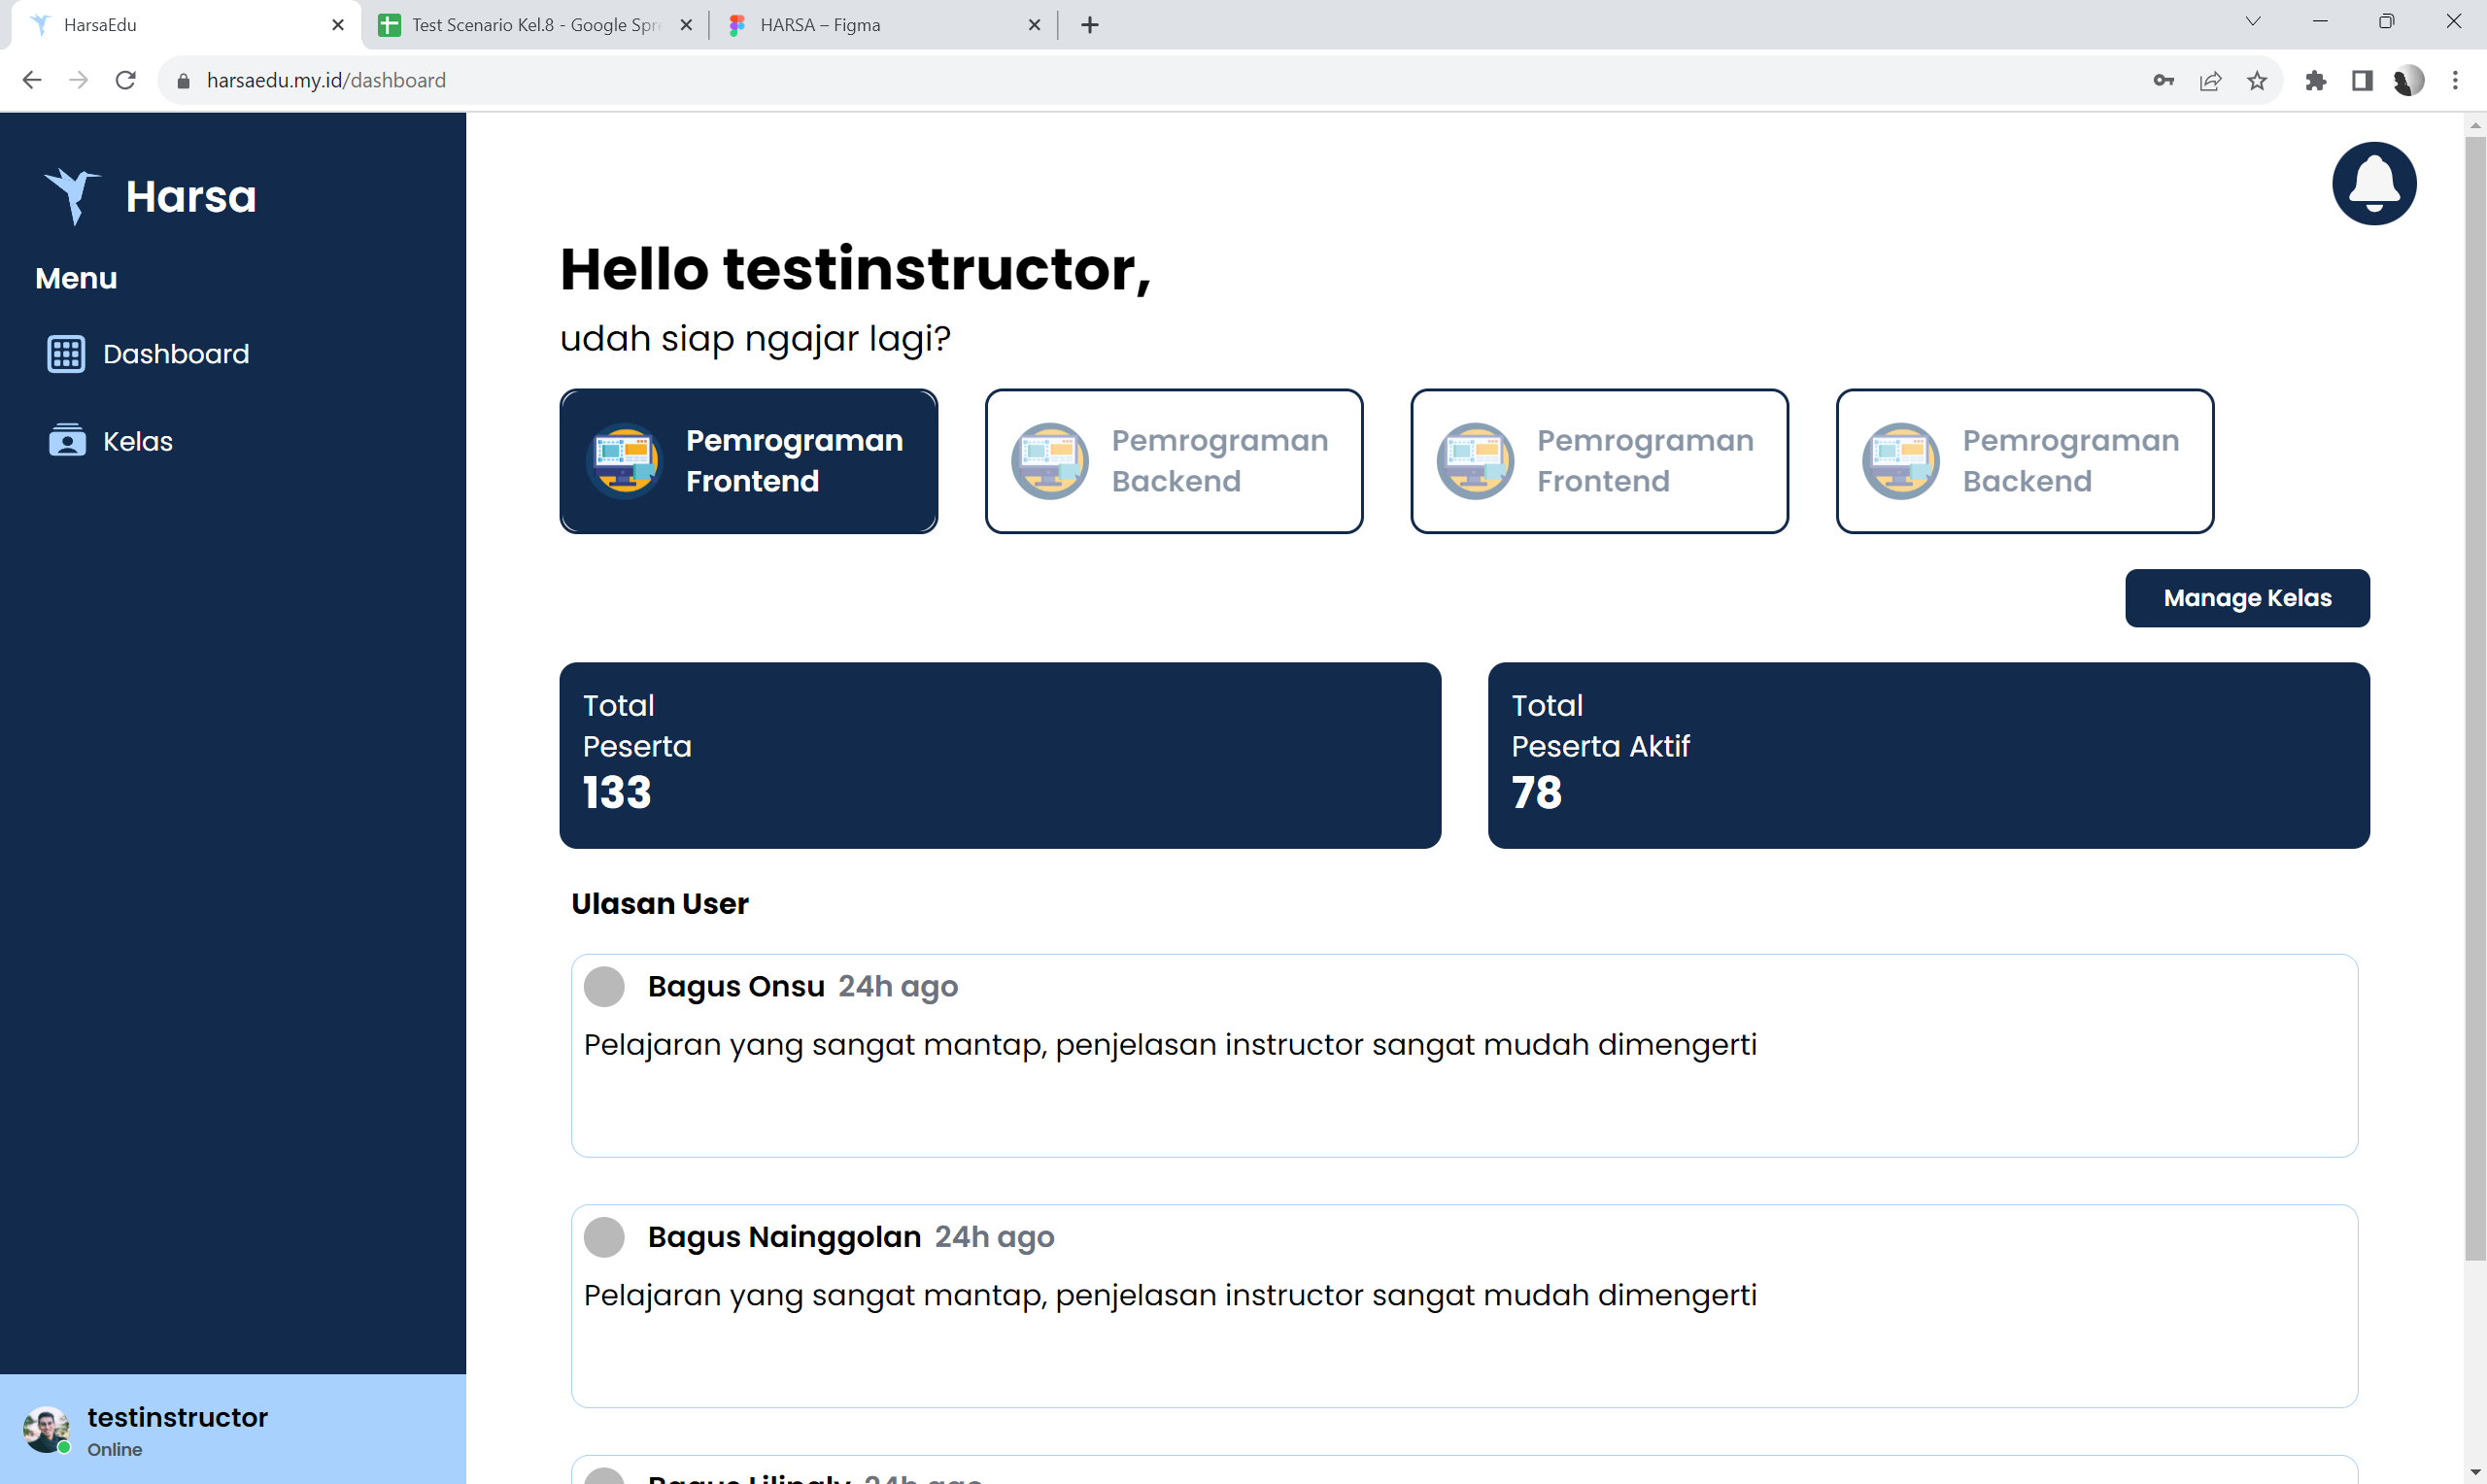 HarsaEdu
Test Scenario Kel.8 - Google Spr
HARSA – Figma
harsaedu.my.id/dashboard
Harsa
Menu
Dashboard
Kelas
Hello testinstructor,
udah siap ngajar lagi?
Pemrograman
Frontend
Pemrograman
Backend
Pemrograman
Frontend
Pemrograman
Backend
Manage Kelas
Total
Peserta
133
Total
Peserta Aktif
78
Ulasan User
Bagus Onsu 24h ago
Pelajaran yang sangat mantap, penjelasan instructor sangat mudah dimengerti
Bagus Nainggolan 24h ago
Pelajaran yang sangat mantap, penjelasan instructor sangat mudah dimengerti
Bagus 24h ago
testinstructor
Online